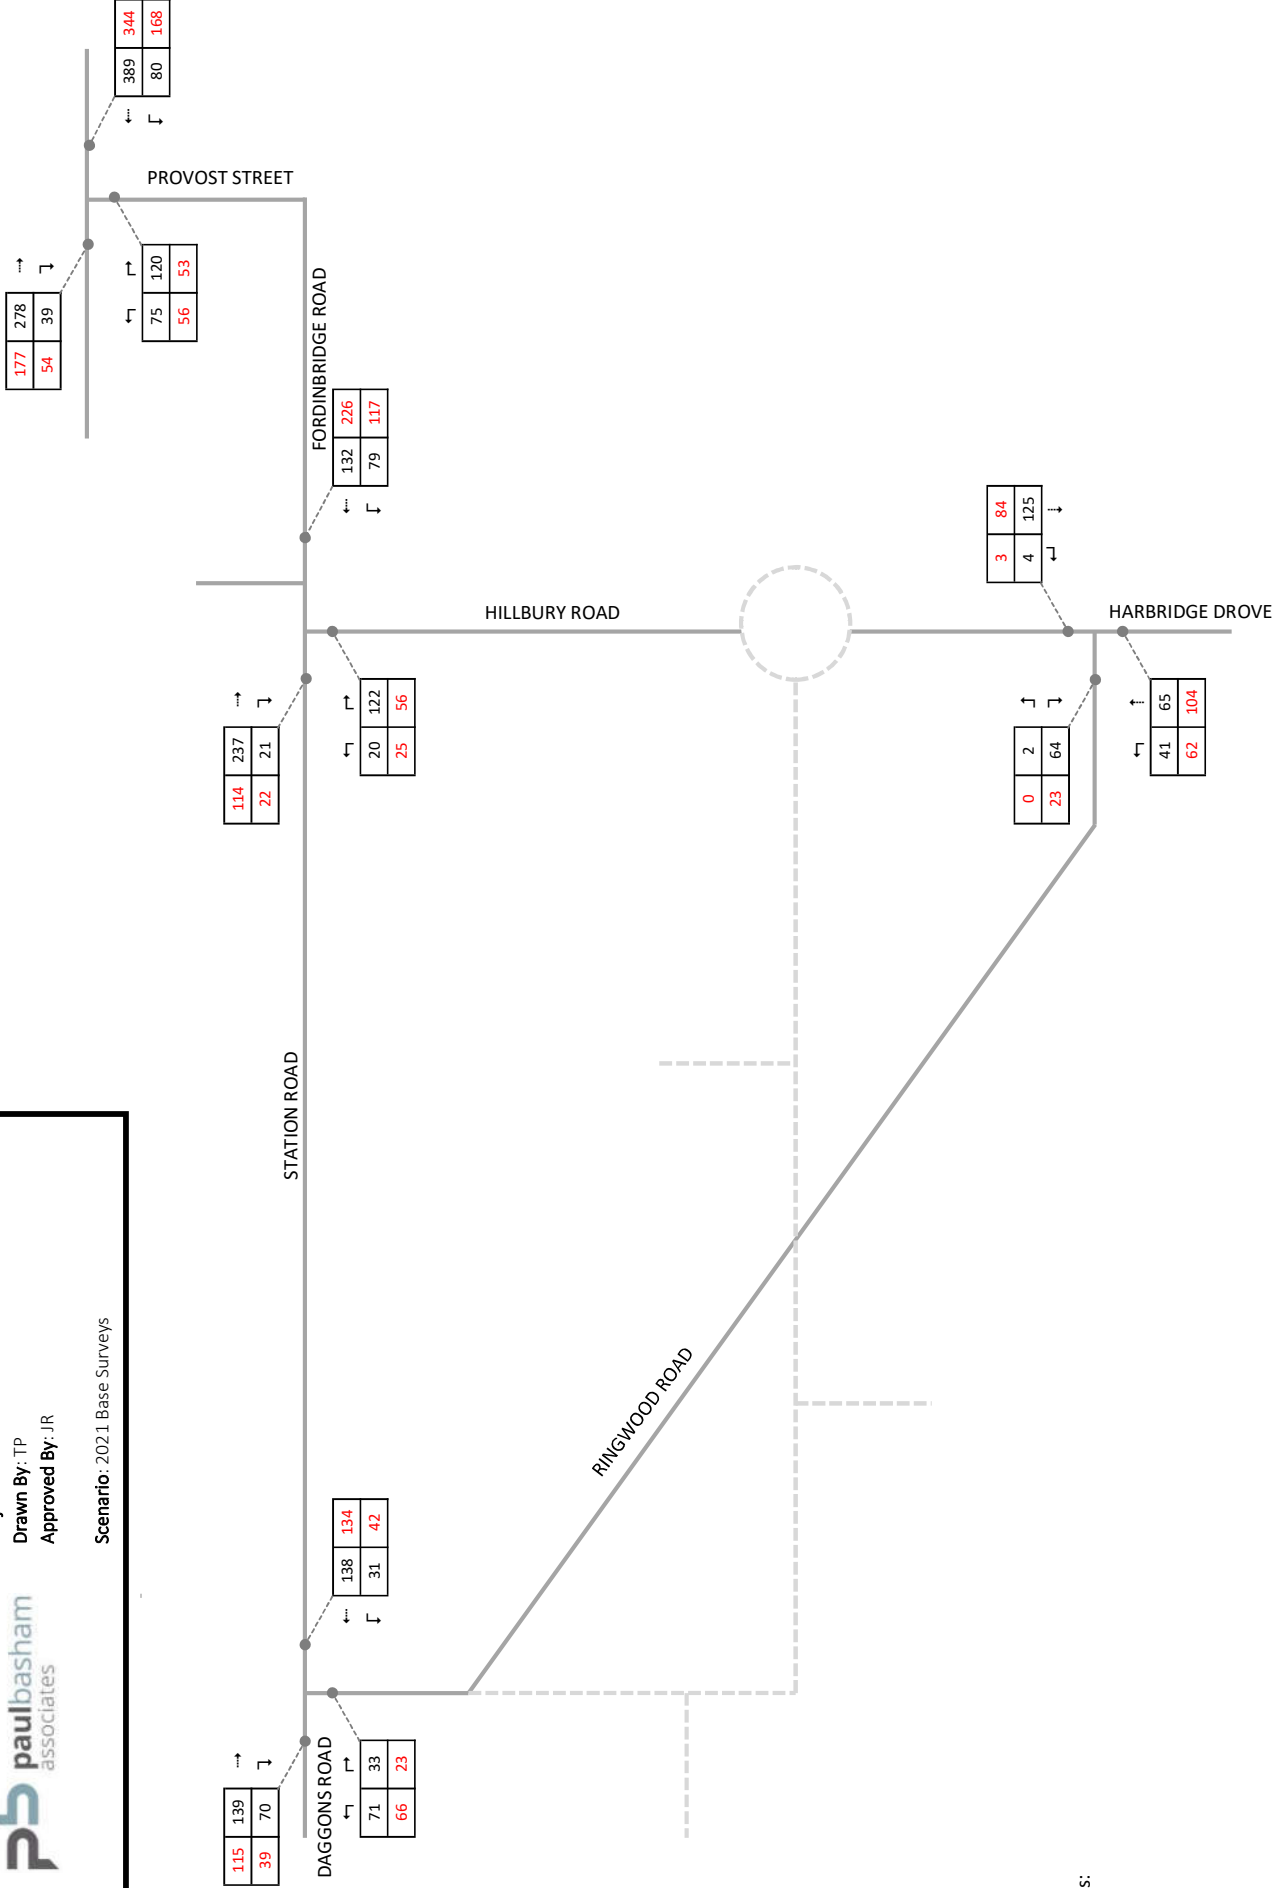 344
389
168
80
PROVOST STREET
177 278
54 39
75 120
56 53
FORDINBRIDGE ROAD
132 226
79 117
3 84
4 125
HILLBURY ROAD
HARBRIDGE DROVE
114 237
22 21
20 122
25 56
0 2
23 64
41 65
62 104
STATION ROAD
Drawn By: TP
Approved By: JR
Scenario: 2021 Base Surveys
RINGWOOD ROAD
138 134
31 42
pb paulbasham
associates
115 139
39 70
DAGGONS ROAD
71 33
66 23
s: